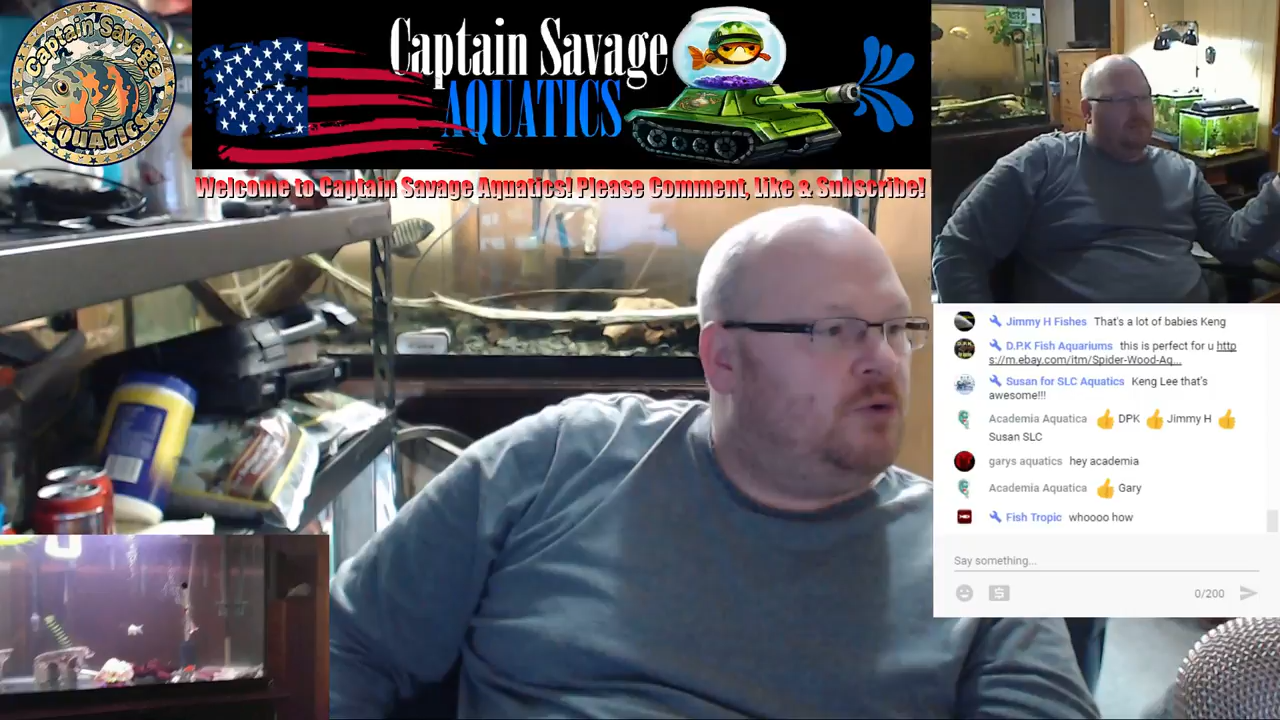 Captain Savage
AQUATICS
Captain Savage
AQUATICS
Welcome to Captain Savage Aquatics! Please Comment, Like & Subscribe!
Jimmy H Fishes That's a lot of babies Keng
D.P.K Fish Aquariums this is perfect for u http
s://m.ebay.com/itm/Spider-Wood-Aq...
Susan for SLC Aquatics Keng Lee that's
awesome!!!
Academia Aquatica 👍 DPK 👍 Jimmy H 👍
Susan SLC
garys aquatics hey academia
Academia Aquatica 👍 Gary
Fish Tropic whoooo how
Say something...
0/200